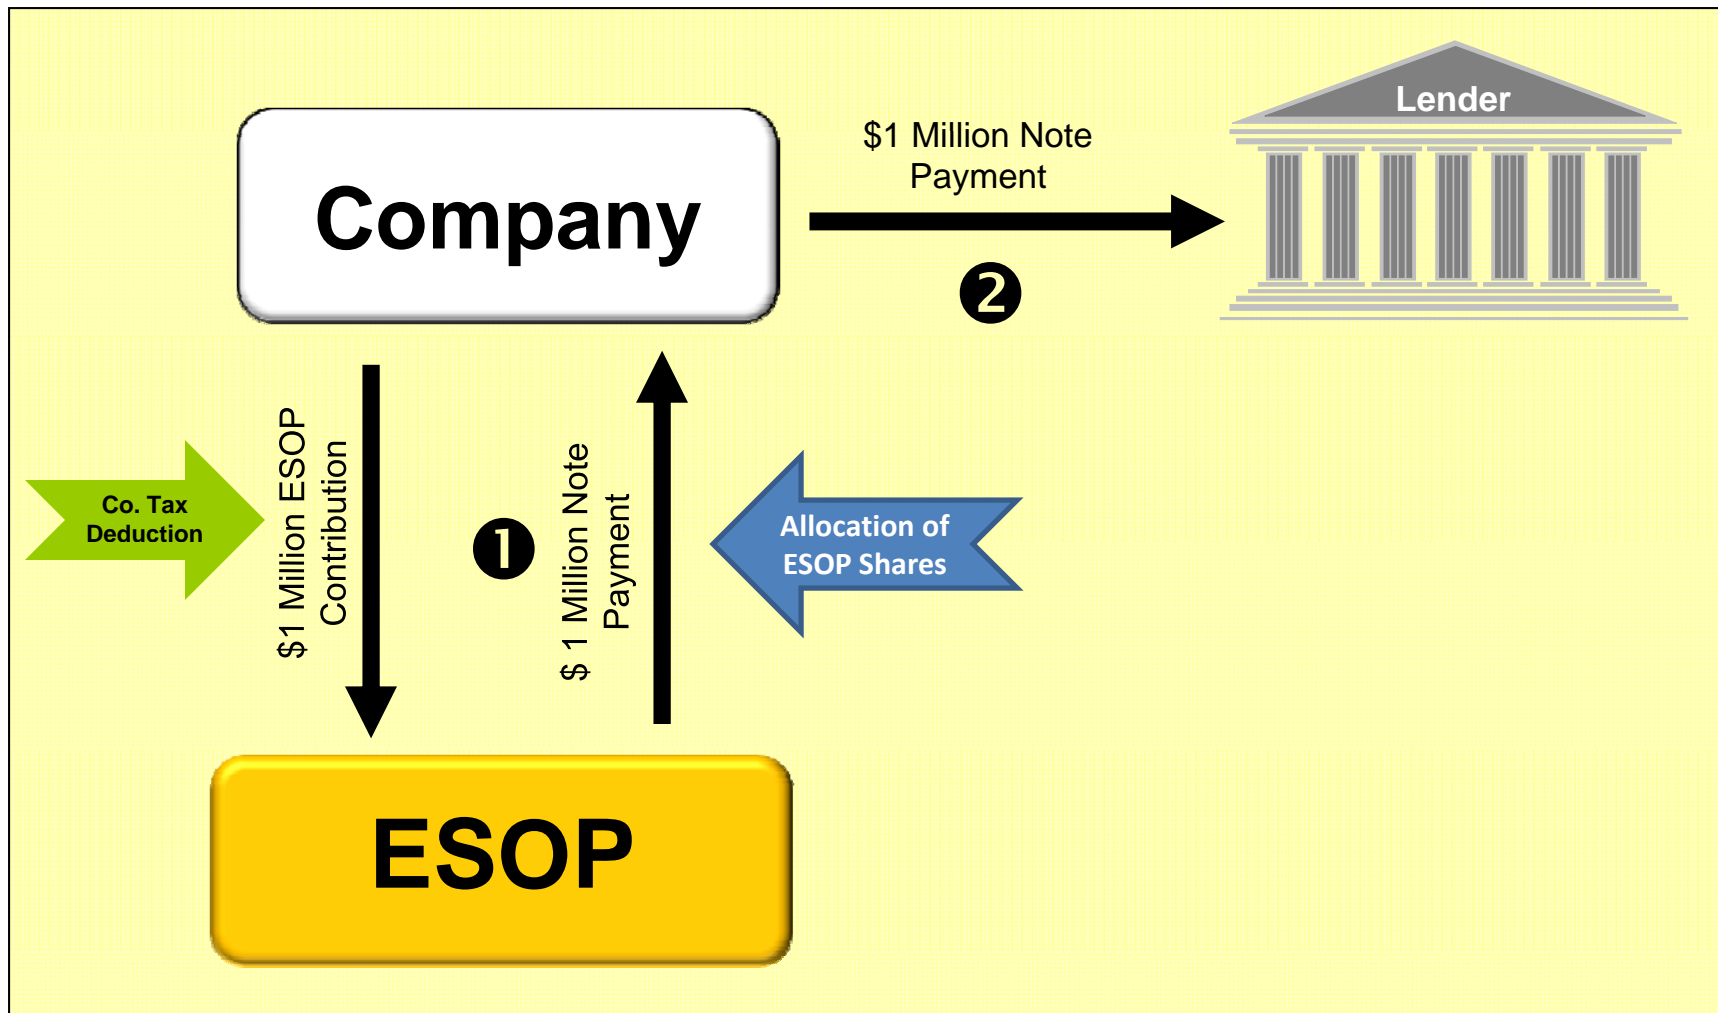 Lender
$1 Million Note
Payment
Company
❷
$1 Million ESOP
Contribution
Co. Tax
Deduction
❶
$ 1 Million Note
Payment
Allocation of
ESOP Shares
ESOP